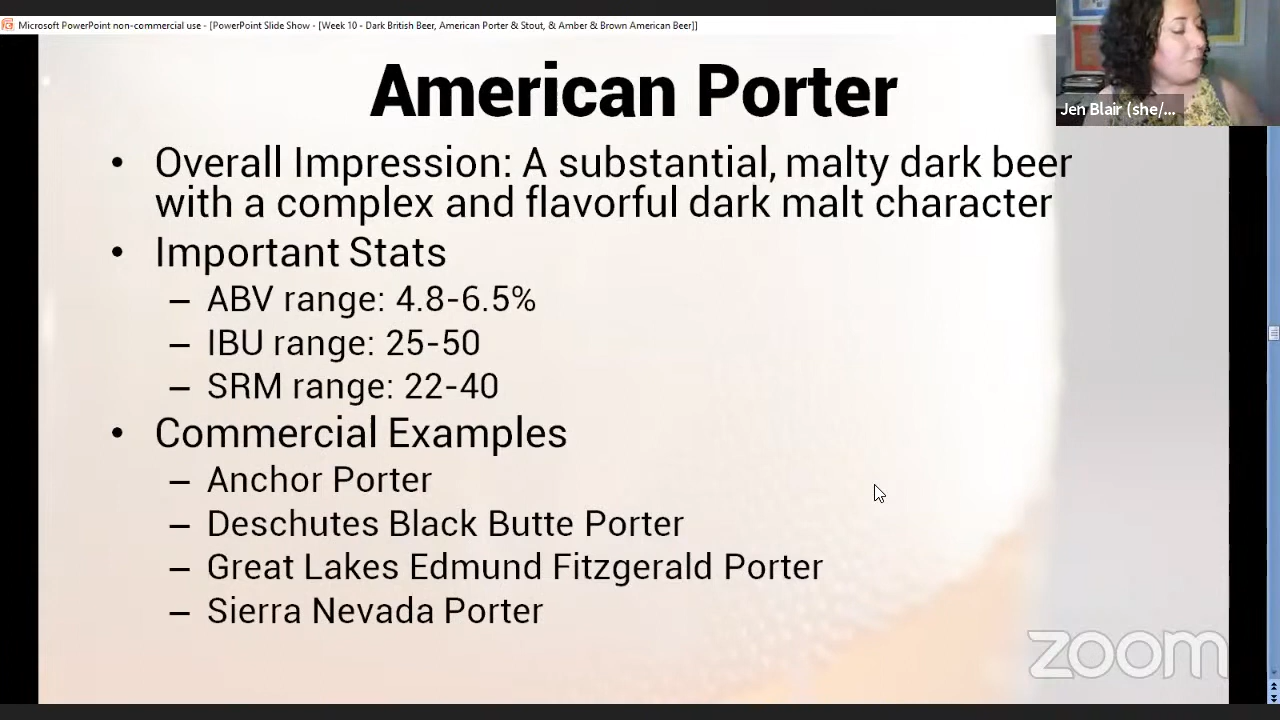 Microsoft PowerPoint non-commercial use - [PowerPoint Slide Show - [Week 10 - Dark British Beer, American Porter & Stout, & Amber & Brown American Beer]]
Jen Blair (she/...
American Porter
• Overall Impression: A substantial, malty dark beer
with a complex and flavorful dark malt character
• Important Stats
– ABV range: 4.8-6.5%
– IBU range: 25-50
– SRM range: 22-40
• Commercial Examples
– Anchor Porter
– Deschutes Black Butte Porter
– Great Lakes Edmund Fitzgerald Porter
– Sierra Nevada Porter
zoom